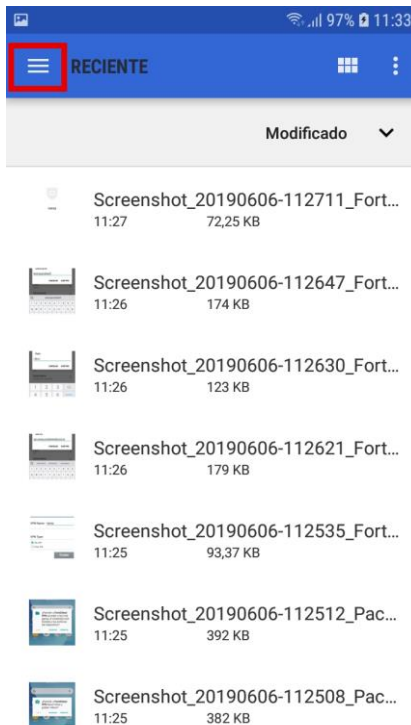 97% 11:33
RECIENTE
Modificado
Screenshot_20190606-112711_Fort...
11:27 72,25 KB
Screenshot_20190606-112647_Fort...
11:26 174 KB
Screenshot_20190606-112630_Fort...
11:26 123 KB
Screenshot_20190606-112621_Fort...
11:26 179 KB
Screenshot_20190606-112535_Fort...
11:25 93,37 KB
Screenshot_20190606-112512_Pac...
11:25 392 KB
Screenshot_20190606-112508_Pac...
11:25 382 KB